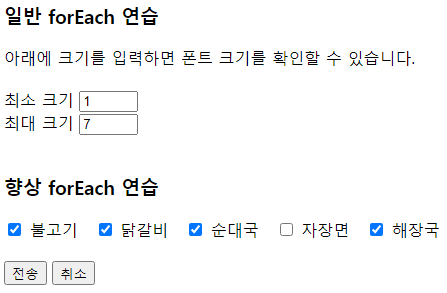 일반 forEach 연습
아래에 크기를 입력하면 폰트 크기를 확인할 수 있습니다.
최소 크기 1
최대 크기 7
향상 forEach 연습
불고기 닭갈비 순대국 자장면 해장국
전송 취소